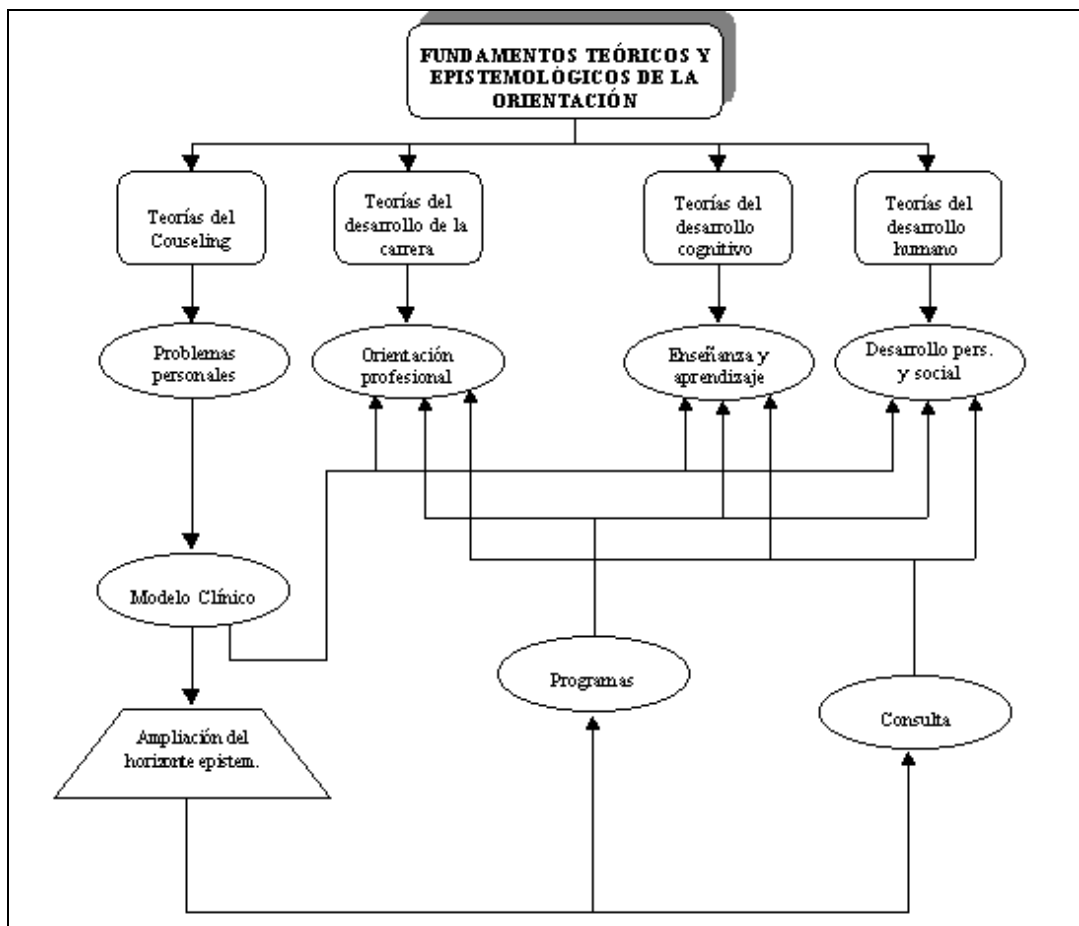 FUNDAMENTOS TEÓRICOS Y
EPISTEMOLÓGICOS DE LA
ORIENTACIÓN
Teorías del
Couseling
Teorías del
desarrollo de la
carrera
Teorías del
desarrollo
cognitivo
Teorías del
desarrollo
humano
Problemas
personales
Orientación
profesional
Enseñanza y
aprendizaje
Desarrollo pers.
y social
Modelo Clínico
Programas
Consulta
Ampliación del
horizonte epistem.